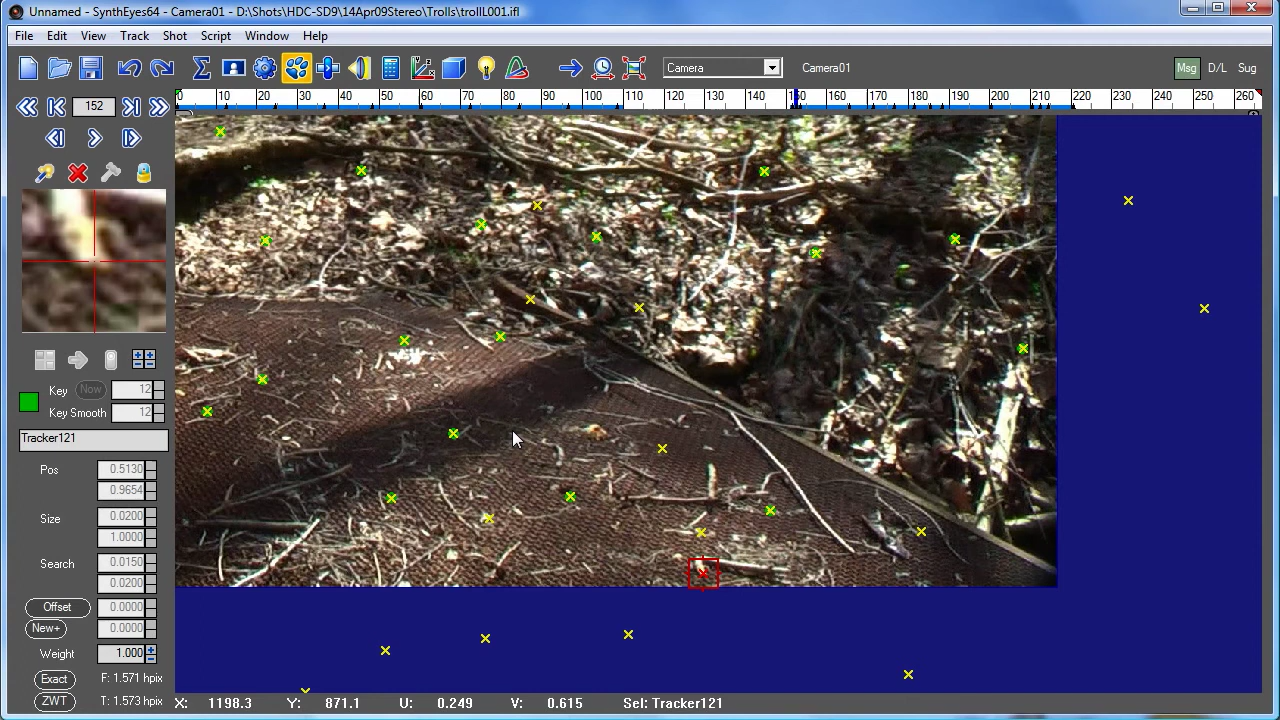 Unnamed - SynthEyes64 - Camera01 - D:\Shots\HDC-SD9\14Apr09Stereo\Trolls\trollL001.ifl
File Edit View Track Shot Script Window Help
Camera Camera01 Msg D/L Sug
152 0 10 20 30 40 50 60 70 80 90 100 110 120 130 140 150 160 170 180 190 200 210 220 230 240 250 260
Key Now 12
Key Smooth 12
Tracker121
Pos 0.5130
0.9654
Size 0.0200
1.0000
Search 0.0150
0.0200
Offset 0.0000
New+ 0.0000
Weight 1.000
Exact F: 1.571 hpix
ZWT T: 1.573 hpix
X: 1198.3 Y: 871.1 U: 0.249 V: 0.615 Sel: Tracker121